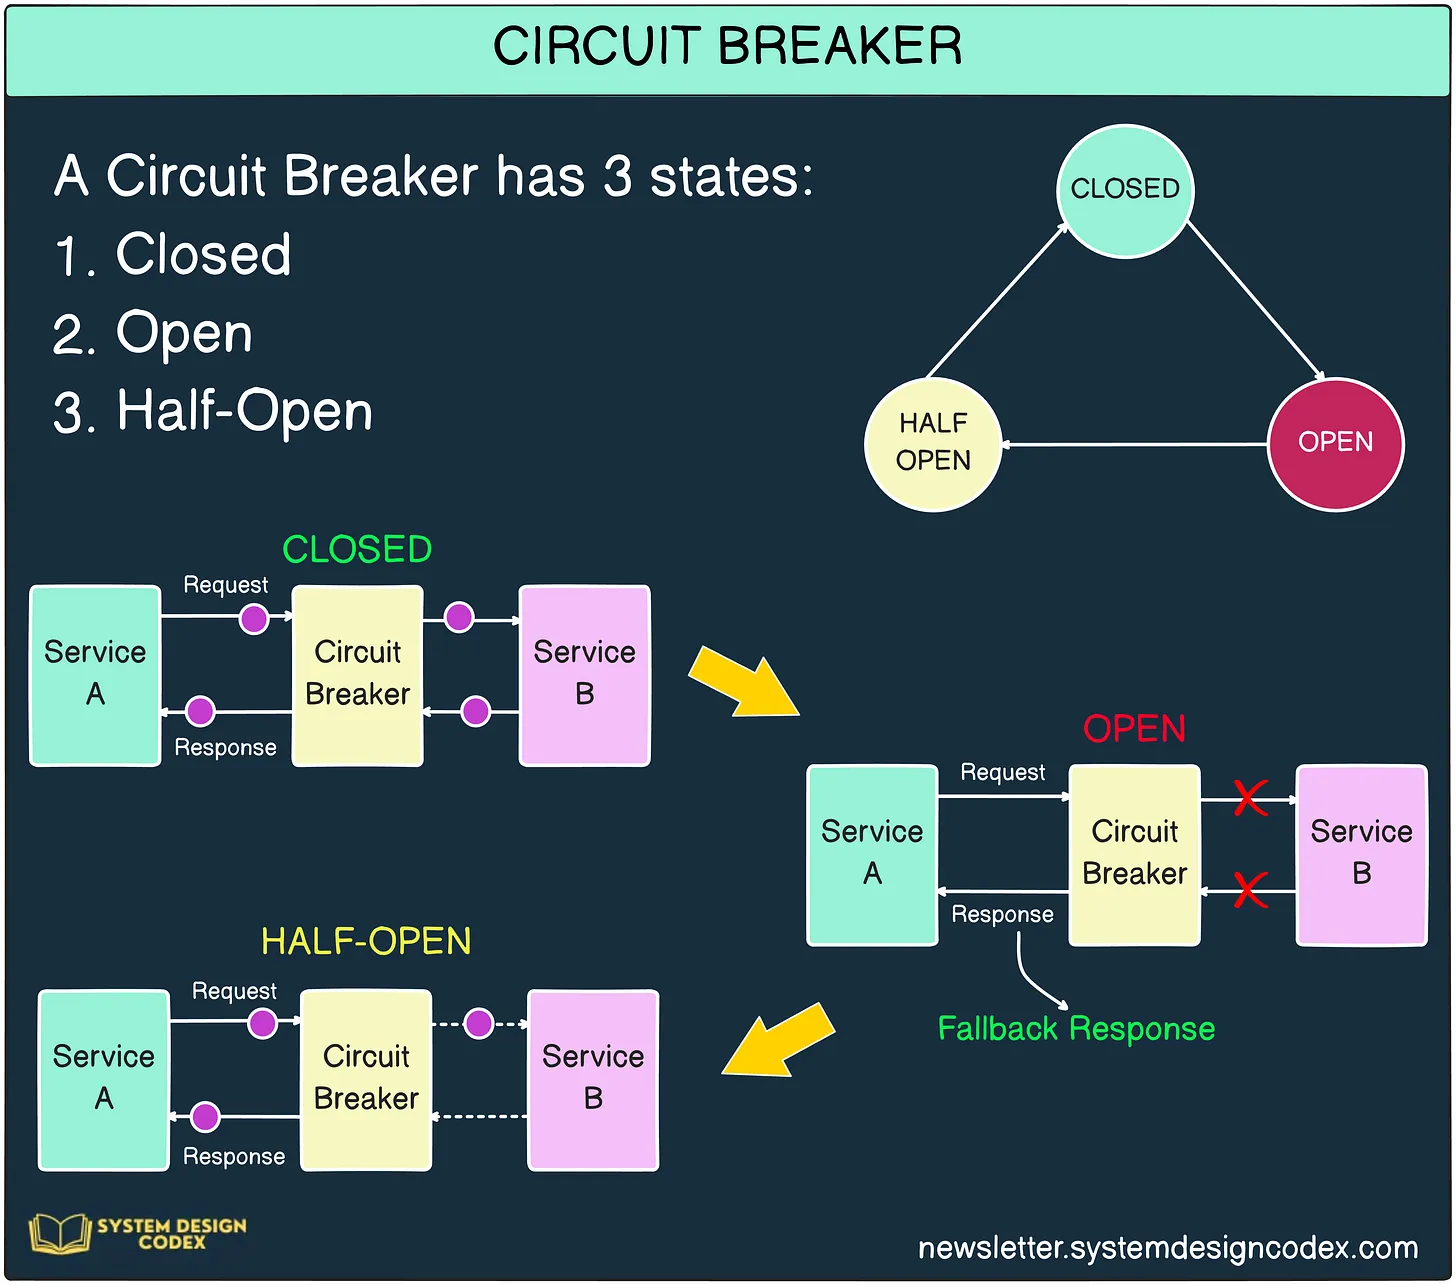 CIRCUIT BREAKER
A Circuit Breaker has 3 states:
1. Closed
2. Open
3. Half-Open
CLOSED
HALF
OPEN
OPEN
CLOSED
Request
Service
A
Circuit
Breaker
Service
B
Response
OPEN
Request
Service
A
Circuit
Breaker
Service
B
Response
Fallback Response
HALF-OPEN
Request
Service
A
Circuit
Breaker
Service
B
Response
SYSTEM DESIGN
CODEX
newsletter.systemdesigncodex.com